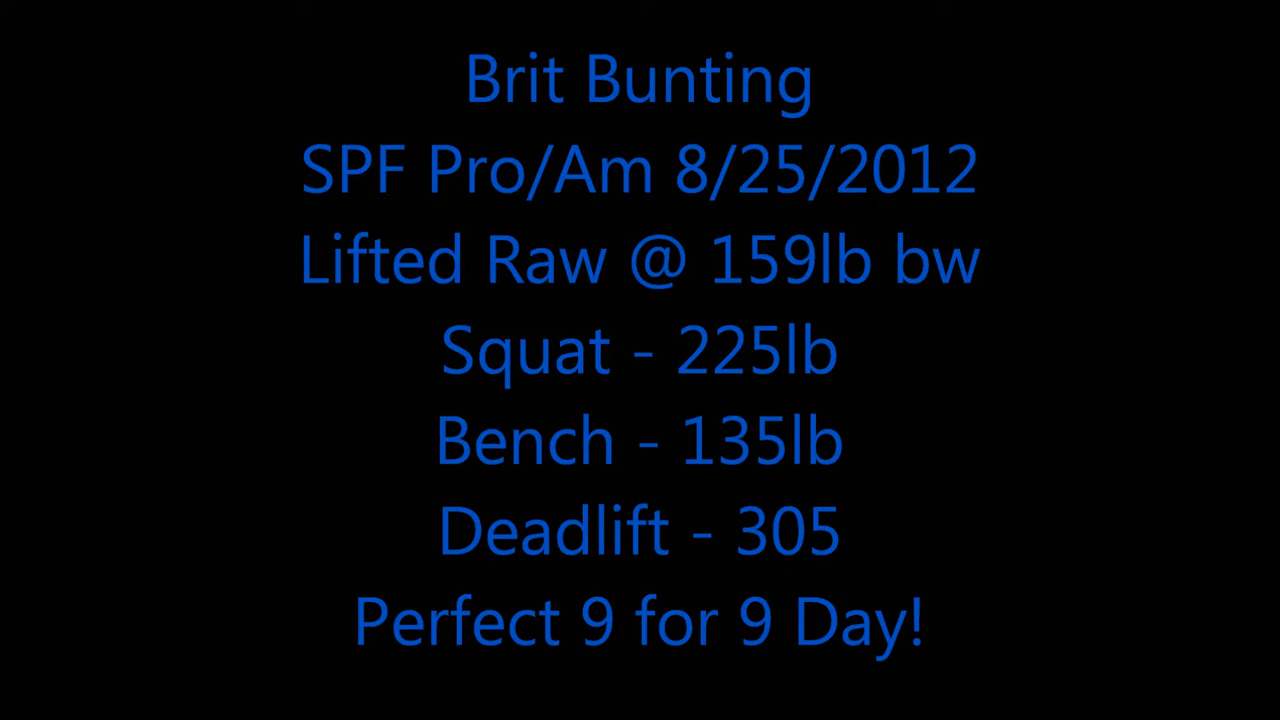 Brit Bunting
SPF Pro/Am 8/25/2012
Lifted Raw @ 159lb bw
Squat - 225lb
Bench - 135lb
Deadlift - 305
Perfect 9 for 9 Day!